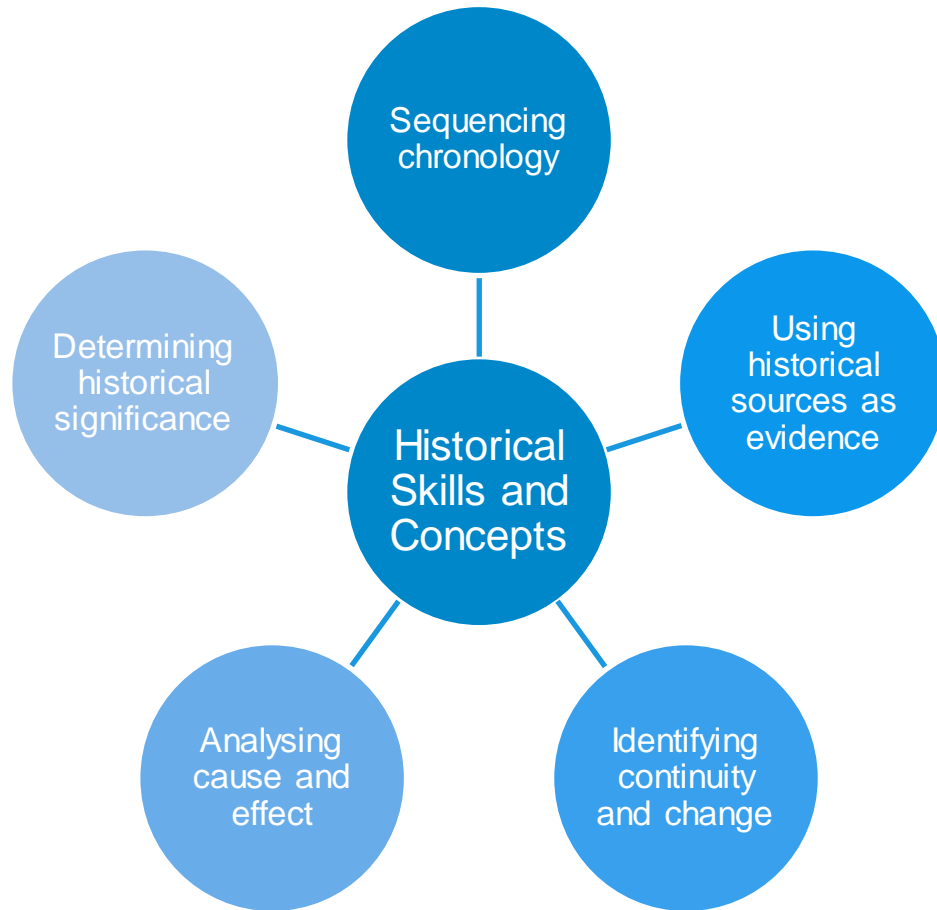 Sequencing
chronology
Using
historical
sources as
evidence
Identifying
continuity
and change
Analysing
cause and
effect
Determining
historical
significance
Historical
Skills and
Concepts